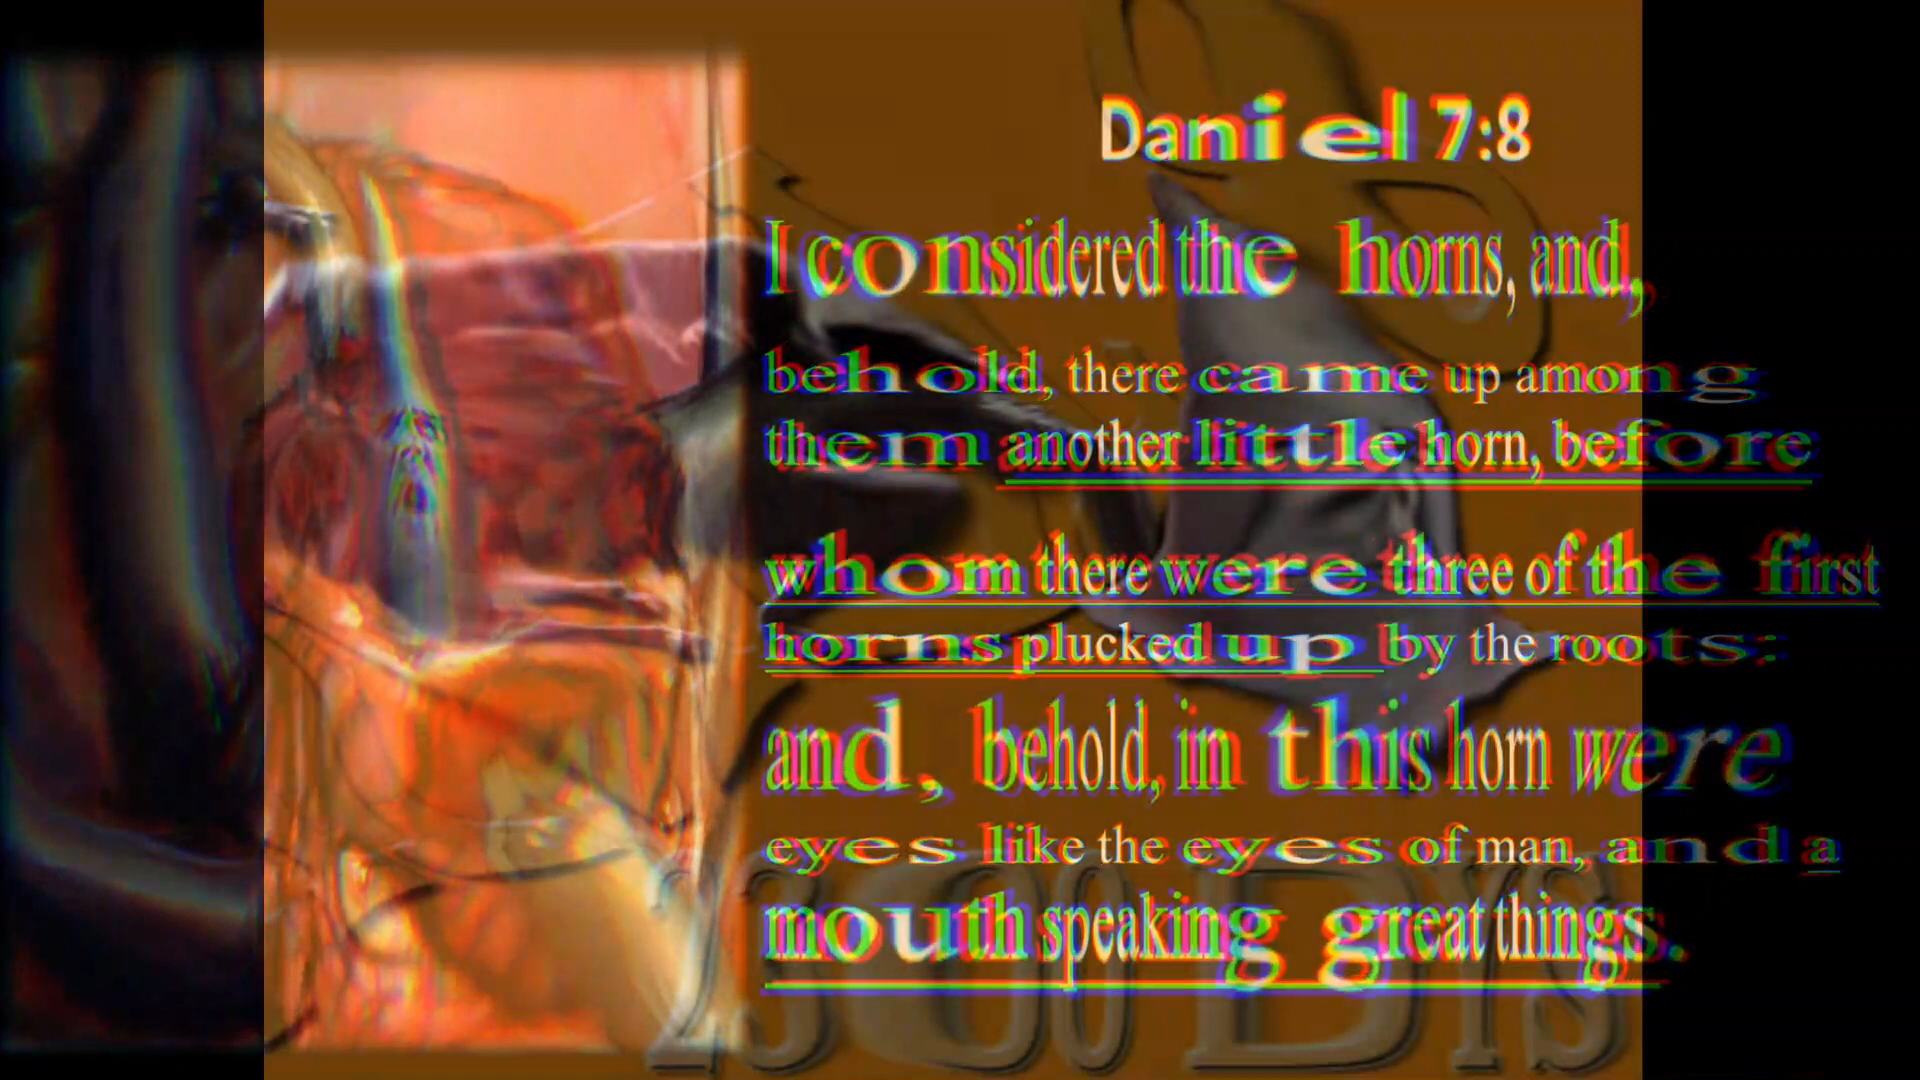 Daniel 7:8
I considered the horns, and,
behold, there came up among
them another little horn, before
whom there were three of the first
horns plucked up by the roots:
and, behold, in this horn were
eyes like the eyes of man, and a
mouth speaking great things.
2300 DYS